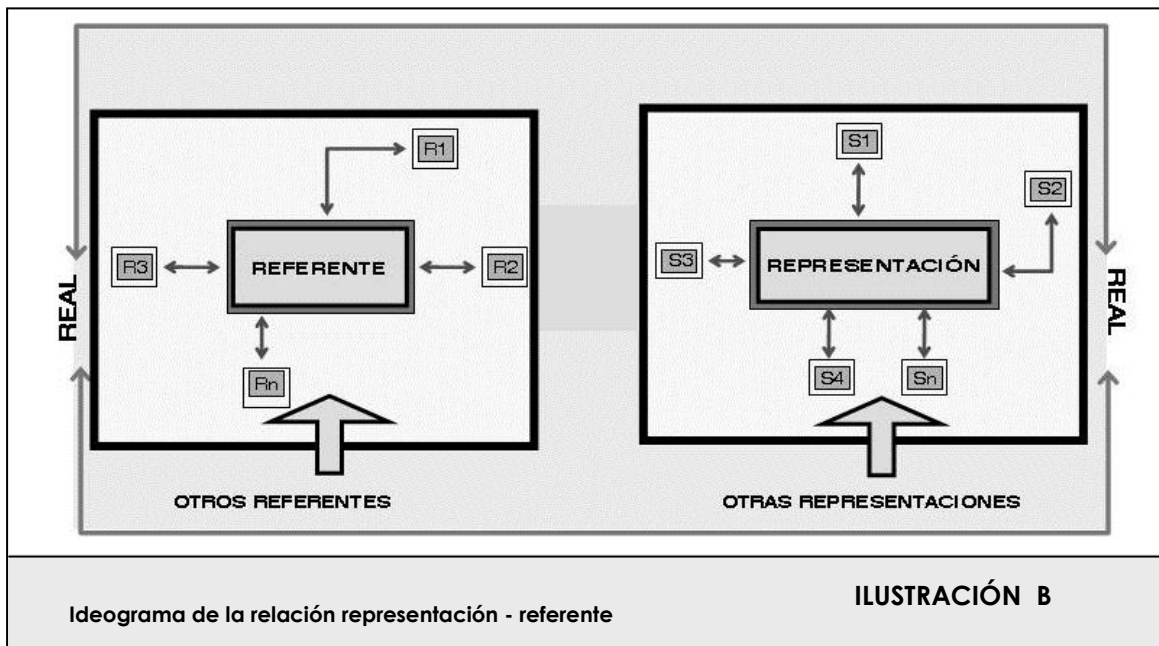 R1
R3
REFERENTE
R2
Rn
OTROS REFERENTES
REAL
S1
S2
S3
REPRESENTACIÓN
S4
Sn
OTRAS REPRESENTACIONES
REAL
Ideograma de la relación representación - referente
ILUSTRACIÓN B